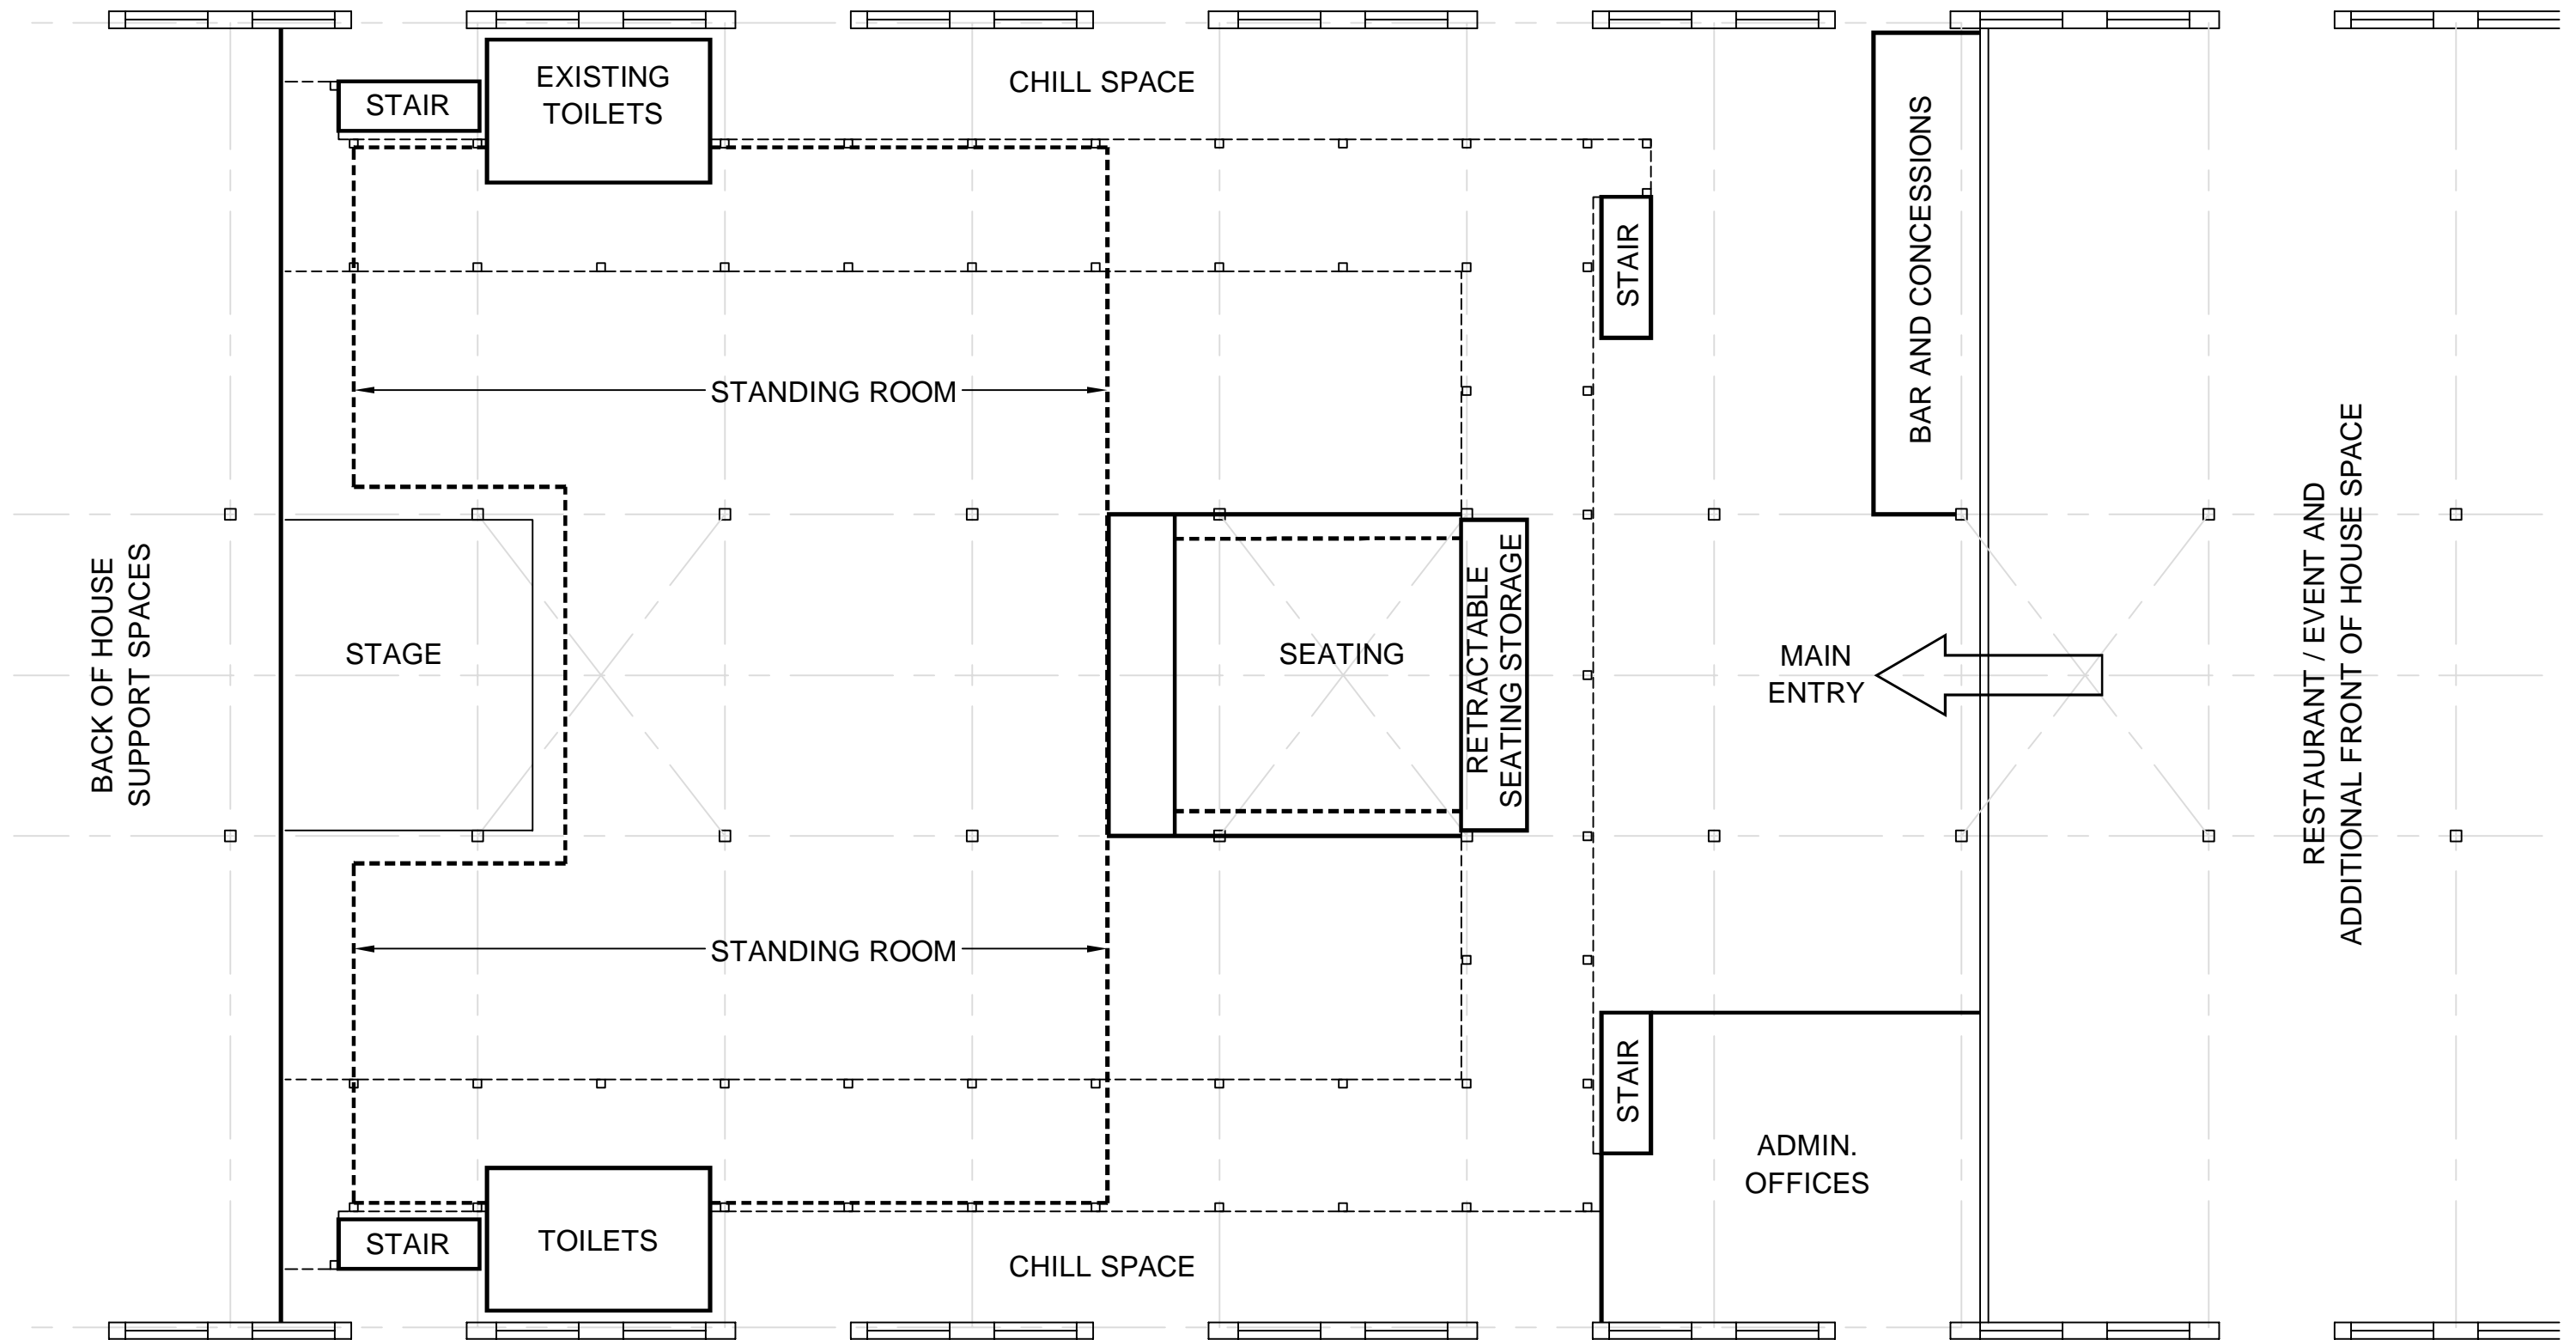 EXISTING
TOILETS
STAIR
CHILL SPACE
BAR AND CONCESSIONS
STAIR
STANDING ROOM
BACK OF HOUSE
SUPPORT SPACES
STAGE
SEATING
RETRACTABLE
SEATING STORAGE
MAIN
ENTRY
RESTAURANT / EVENT AND
ADDITIONAL FRONT OF HOUSE SPACE
STANDING ROOM
STAIR
ADMIN.
OFFICES
STAIR
TOILETS
CHILL SPACE